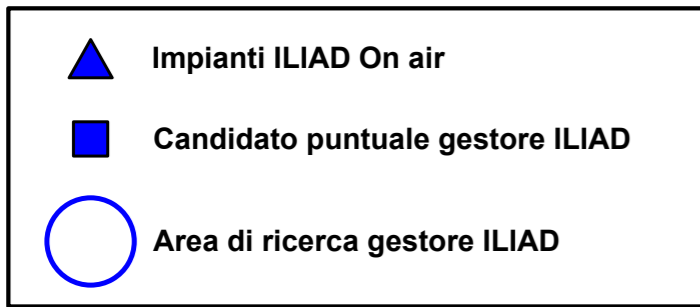 Impianti ILIAD On air
Candidato puntuale gestore ILIAD
Area di ricerca gestore ILIAD